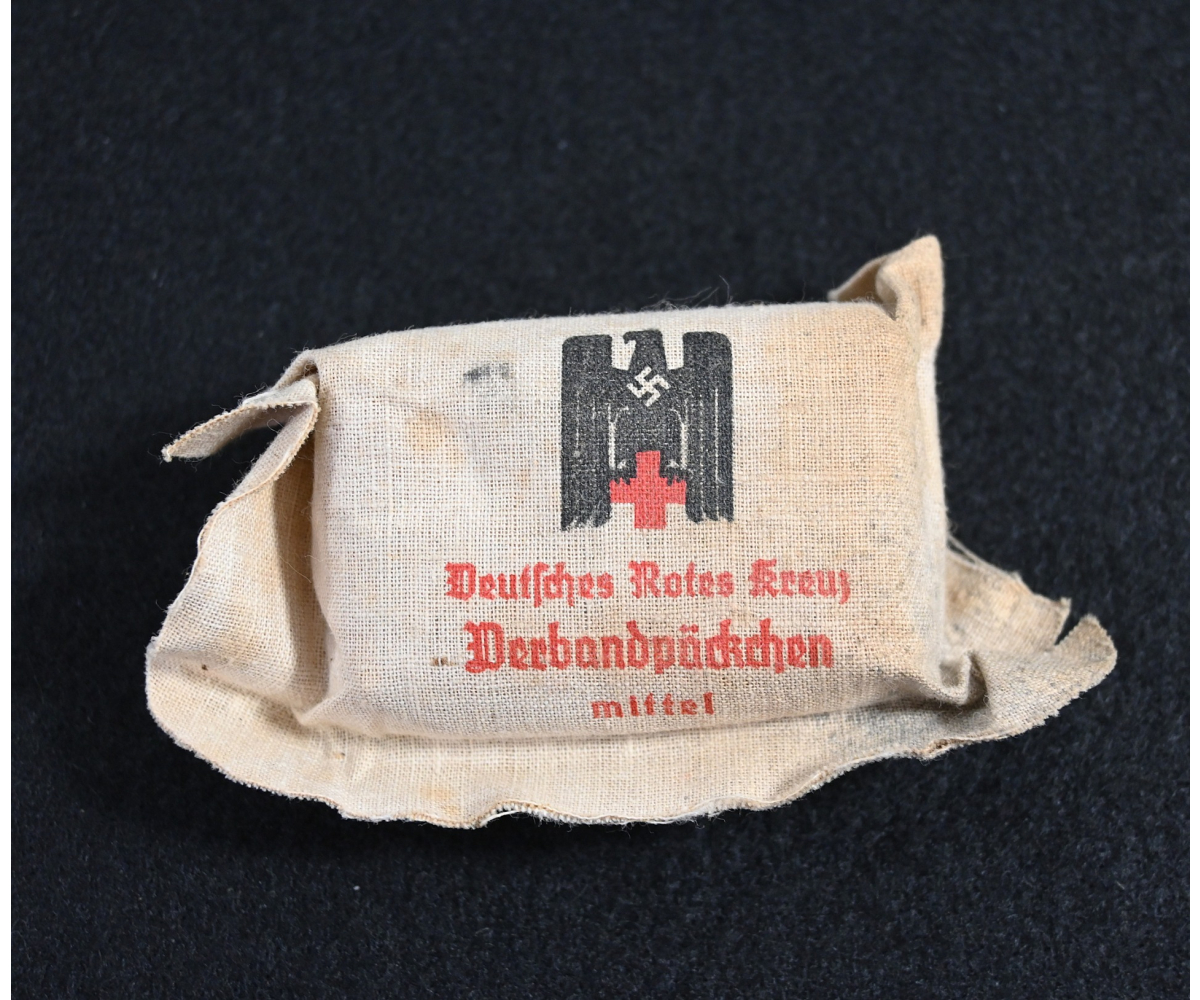 Deutsches Rotes Kreuz
Verbandpäckchen
mittel